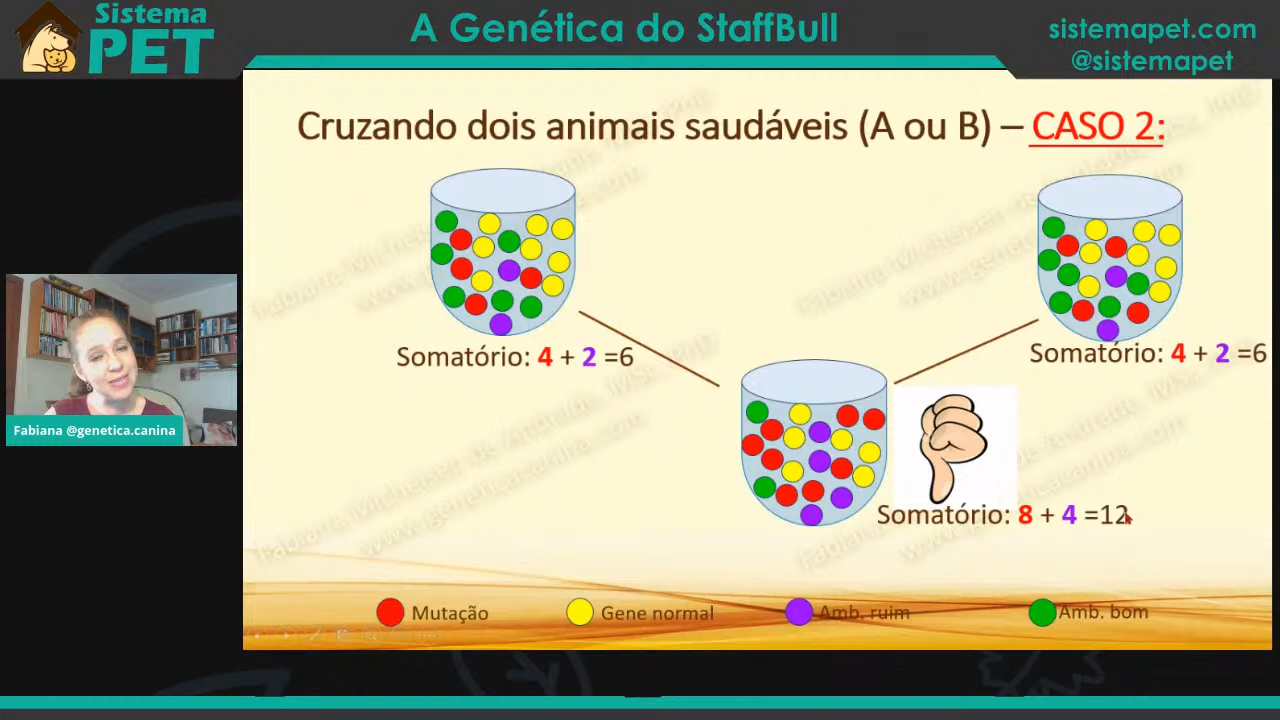 Sistema
PET
A Genética do StaffBull
sistemapet.com
@sistemapet
Cruzando dois animais saudáveis (A ou B) – CASO 2:
Somatório: 4 + 2 =6
Somatório: 4 + 2 =6
Somatório: 8 + 4 =12
Fabiana @genetica.canina
Mutação
Gene normal
Amb. ruim
Amb. bom